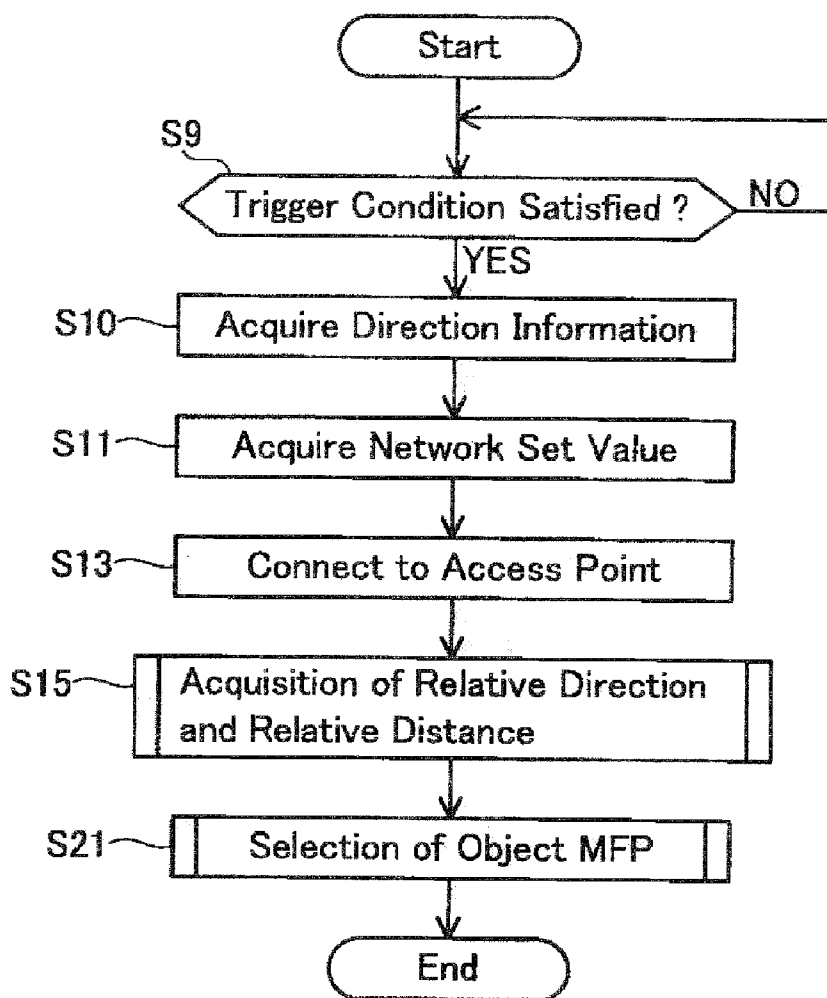 Start
S9
Trigger Condition Satisfied ?
NO
YES
S10
Acquire Direction Information
S11
Acquire Network Set Value
S13
Connect to Access Point
S15
Acquisition of Relative Direction
and Relative Distance
S21
Selection of Object MFP
End